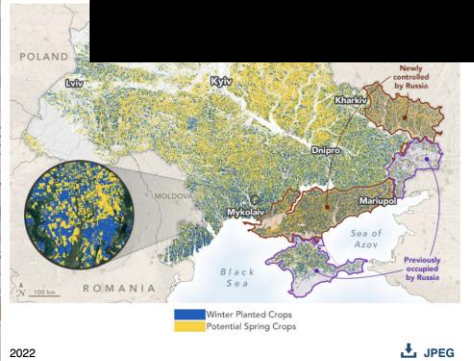 POLAND
Newly
controlled
by Russia
Lviv
Kyiv
Kharkiv
Dnipro
MOLDOVA
Mykolaiv
Mariupol
Sea of
Azov
Black
Sea
Previously
occupied
by Russia
ROMANIA
N
100 km
Winter Planted Crops
Potential Spring Crops
2022
JPEG